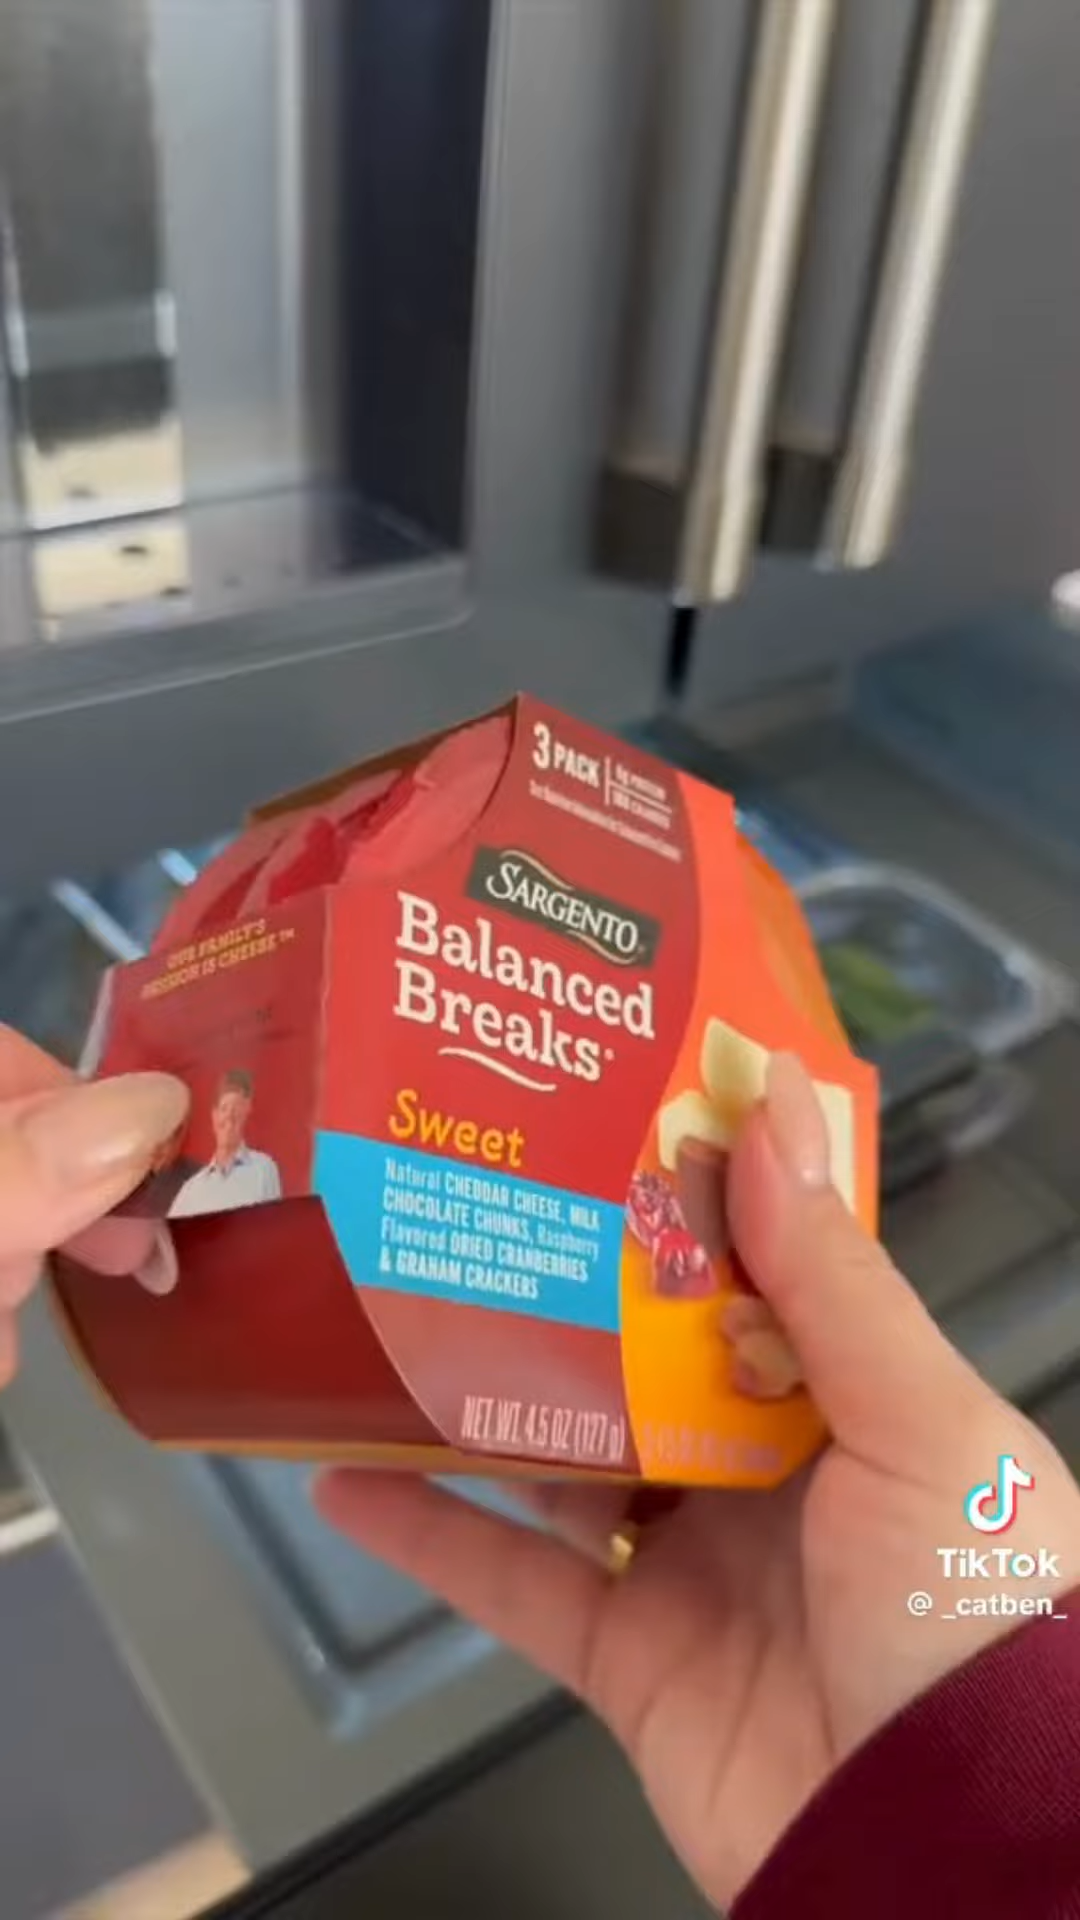 3 PACK
SARGENTO
Balanced
Breaks®
Sweet
Natural CHEDDAR CHEESE, MILK
CHOCOLATE CHUNKS, Raspberry
Flavored DRIED CRANBERRIES
& GRAHAM CRACKERS
OUR FAMILY'S
PASSION IS CHEESE™
NET WT. 4.5 OZ (127 g)
TikTok
@ _catben_